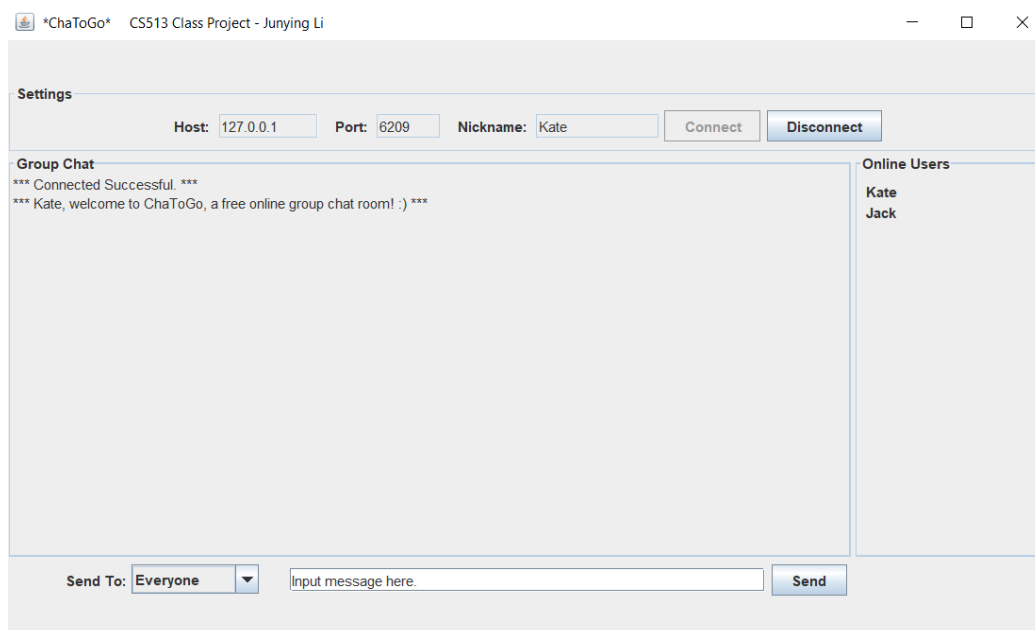 *ChaToGo* CS513 Class Project - Junying Li
Settings
Host: 127.0.0.1 Port: 6209 Nickname: Kate Connect Disconnect
Group Chat
*** Connected Successful. ***
*** Kate, welcome to ChaToGo, a free online group chat room! :) ***
Online Users
Kate
Jack
Send To: Everyone Input message here. Send